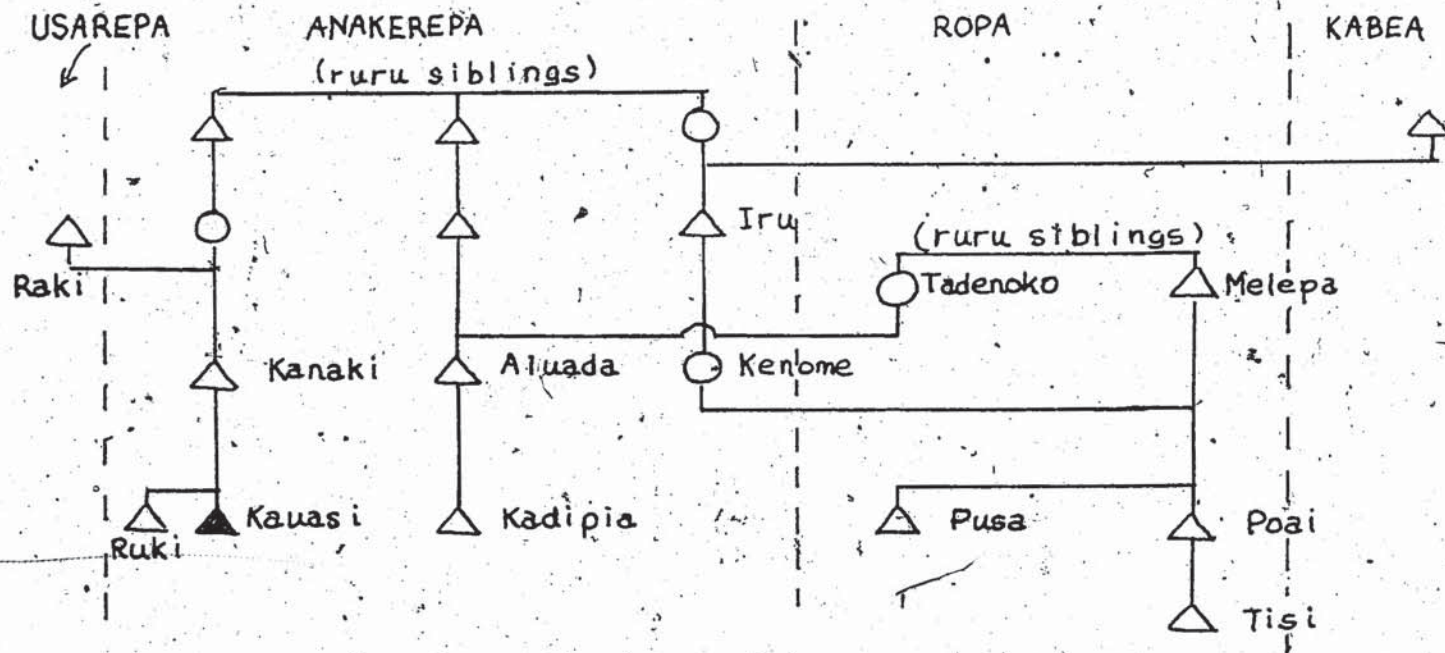 USAREPA ANAKEREPA ROPA KABEA
(ruru siblings)
Iru
(ruru siblings)
Raki Tadenoko Melepa
Kanaki Aluada Kenome
Kauasi Kadipia Pusa Poai
Ruki
Tisi